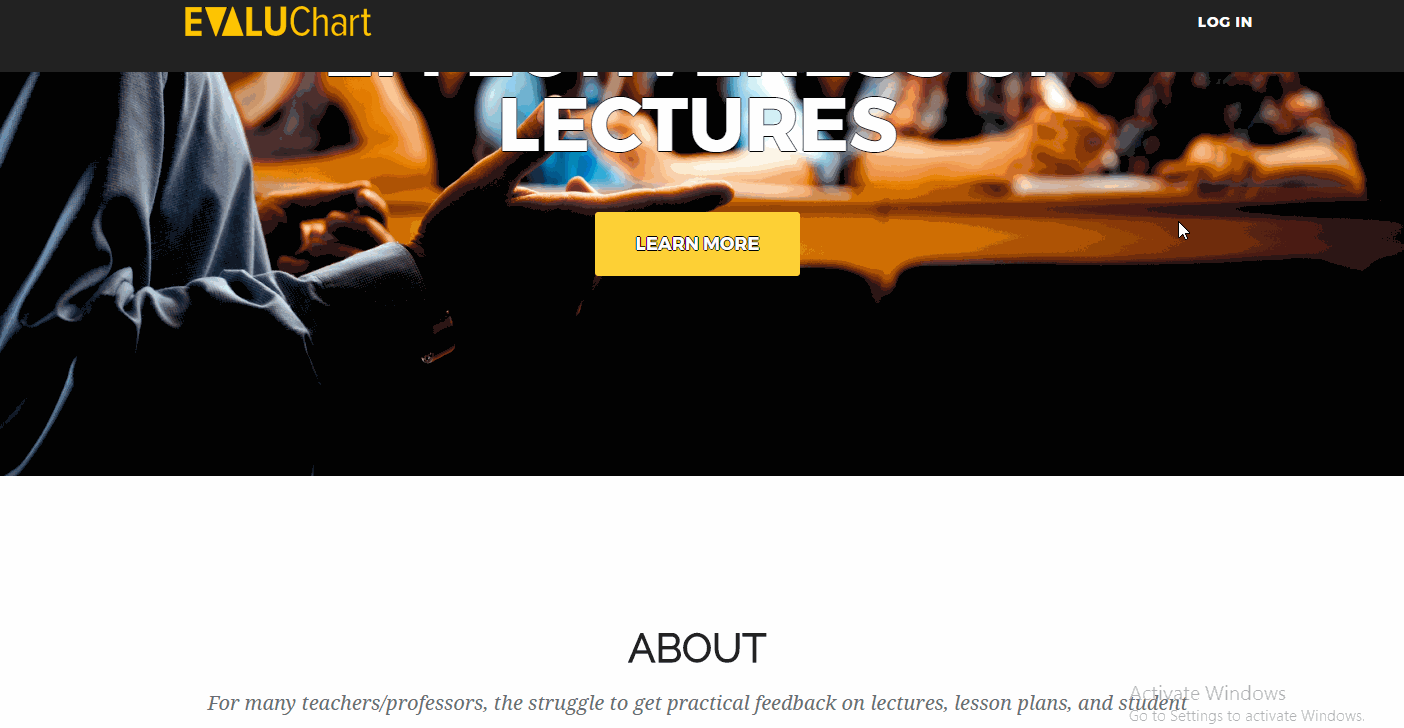 EVALUChart
LOG IN
LECTURES
LEARN MORE
ABOUT
For many teachers/professors, the struggle to get practical feedback on lectures, lesson plans, and student
Activate Windows
Go to Settings to activate Windows.